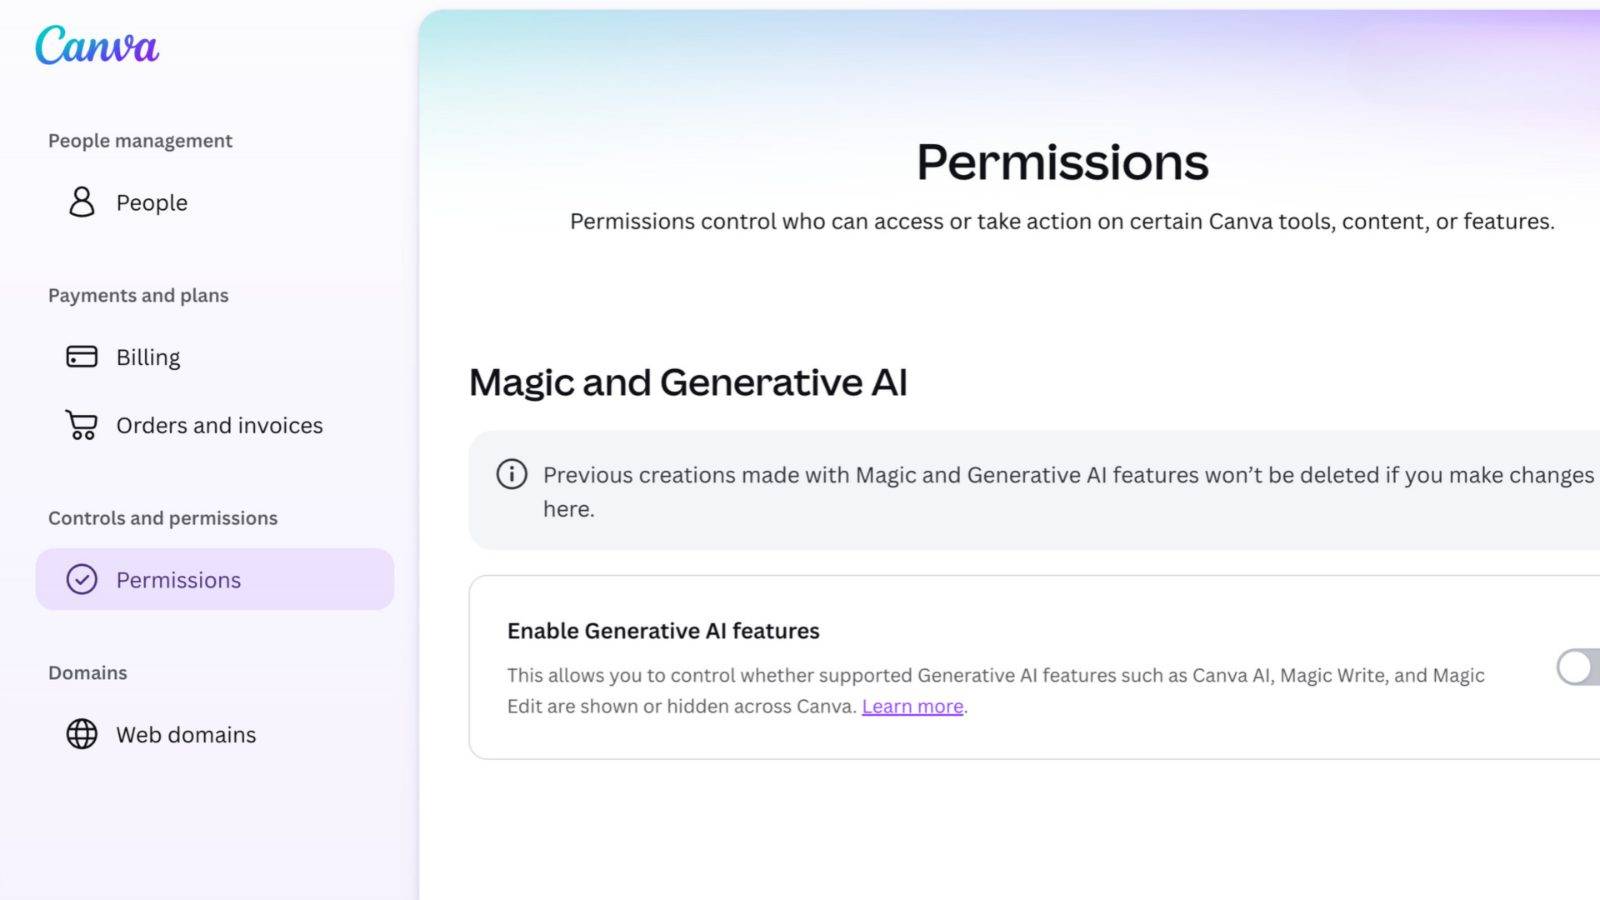 Canva
People management
People
Payments and plans
Billing
Orders and invoices
Controls and permissions
Permissions
Domains
Web domains
Permissions
Permissions control who can access or take action on certain Canva tools, content, or features.
Magic and Generative AI
Previous creations made with Magic and Generative AI features won’t be deleted if you make changes
here.
Enable Generative AI features
This allows you to control whether supported Generative AI features such as Canva AI, Magic Write, and Magic
Edit are shown or hidden across Canva. Learn more.